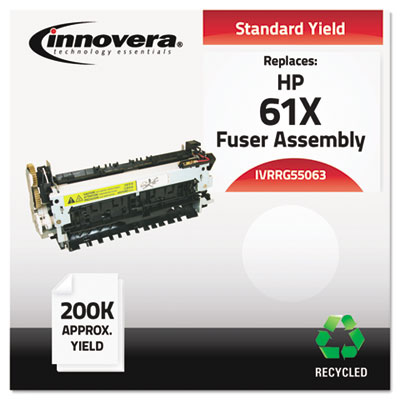 innovera
technology essentials
Standard Yield
Replaces:
HP
61X
Fuser Assembly
IVRRG55063
200K
APPROX.
YIELD
RECYCLED